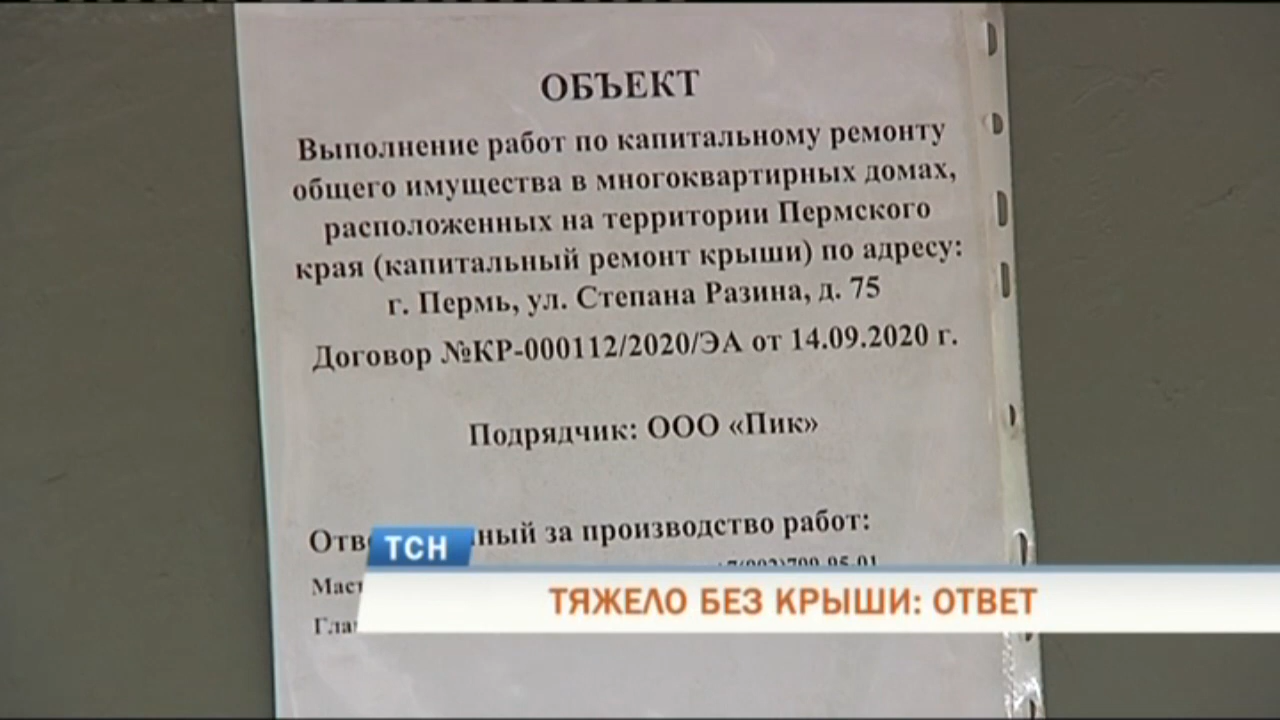 ОБЪЕКТ
Выполнение работ по капитальному ремонту
общего имущества в многоквартирных домах,
расположенных на территории Пермского
края (капитальный ремонт крыши) по адресу:
г. Пермь, ул. Степана Разина, д. 75
Договор №КР-000112/2020/ЭА от 14.09.2020 г.
Подрядчик: ООО «Пик»
за производство работ:
ТСН
ТЯЖЕЛО БЕЗ КРЫШИ: ОТВЕТ